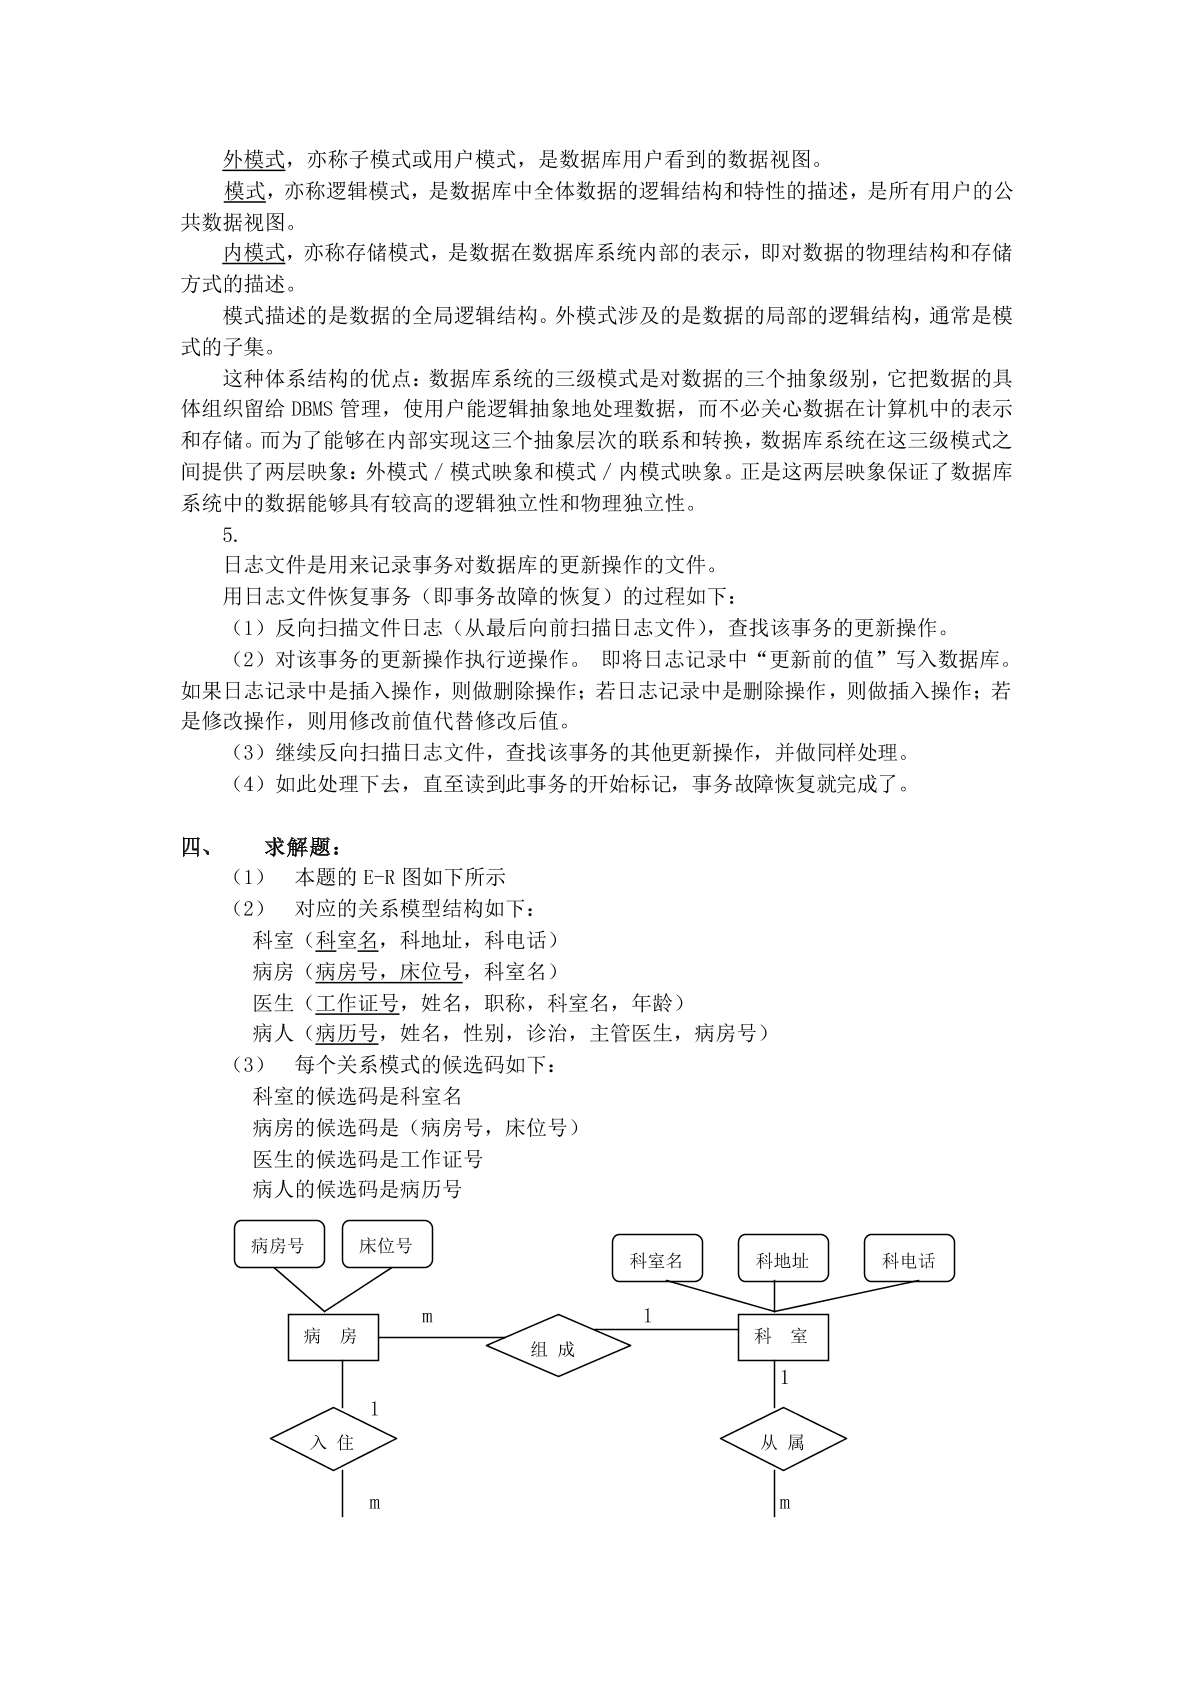 外模式，亦称子模式或用户模式，是数据库用户看到的数据视图。
模式，亦称逻辑模式，是数据库中全体数据的逻辑结构和特性的描述，是所有用户的公
共数据视图。
内模式，亦称存储模式，是数据在数据库系统内部的表示，即对数据的物理结构和存储
方式的描述。
模式描述的是数据的全局逻辑结构。外模式涉及的是数据的局部的逻辑结构，通常是模
式的子集。
这种体系结构的优点：数据库系统的三级模式是对数据的三个抽象级别，它把数据的具
体组织留给 DBMS 管理，使用户能逻辑抽象地处理数据，而不必关心数据在计算机中的表示
和存储。而为了能够在内部实现这三个抽象层次的联系和转换，数据库系统在这三级模式之
间提供了两层映象：外模式／模式映象和模式／内模式映象。正是这两层映象保证了数据库
系统中的数据能够具有较高的逻辑独立性和物理独立性。
5.
日志文件是用来记录事务对数据库的更新操作的文件。
用日志文件恢复事务（即事务故障的恢复）的过程如下：
（1）反向扫描文件日志（从最后向前扫描日志文件），查找该事务的更新操作。
（2）对该事务的更新操作执行逆操作。 即将日志记录中“更新前的值”写入数据库。
如果日志记录中是插入操作，则做删除操作；若日志记录中是删除操作，则做插入操作；若
是修改操作，则用修改前值代替修改后值。
（3）继续反向扫描日志文件，查找该事务的其他更新操作，并做同样处理。
（4）如此处理下去，直至读到此事务的开始标记，事务故障恢复就完成了。
四、 求解题：
（1） 本题的 E-R 图如下所示
（2） 对应的关系模型结构如下：
科室（科室名，科地址，科电话）
病房（病房号，床位号，科室名）
医生（工作证号，姓名，职称，科室名，年龄）
病人（病历号，姓名，性别，诊治，主管医生，病房号）
（3） 每个关系模式的候选码如下：
科室的候选码是科室名
病房的候选码是（病房号，床位号）
医生的候选码是工作证号
病人的候选码是病历号
病房号 床位号
科室名 科地址 科电话
m 1
病 房 组 成 科 室
1
1
入 住 从 属
m m